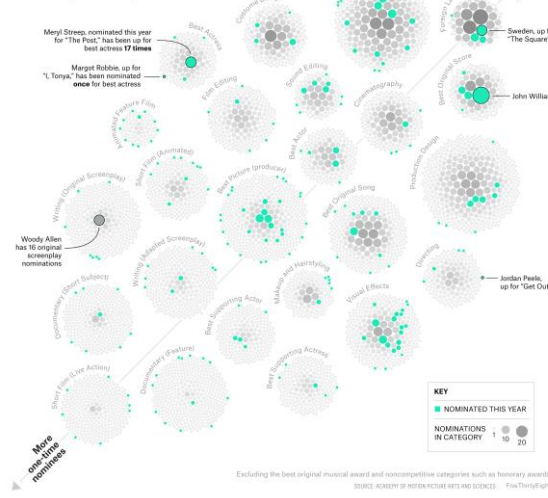 Meryl Streep, nominated this year
for "The Post," has been up for
best actress 17 times
Margot Robbie, up for
"I, Tonya," has been nominated
once for best actress
Best Actress
Costume
Foreign
Sweden, up f
"The Square
Best Original Score
John Willia
Film Editing
Sound Editing
Cinematography
Animated Feature Film
Short Film (Animated)
Best Actor
Production Design
Writing (Original Screenplay)
Best Picture (producer)
Best Original Song
Woody Allen
has 16 original
screenplay
nominations
Writing (Adapted Screenplay)
Directing
Jordan Peele,
up for "Get Out
Documentary (Short Subject)
Best Supporting Actor
Makeup and Hairstyling
Visual Effects
Short Film (Live Action)
Documentary (Feature)
Best Supporting Actress
More
one-time
nominees
KEY
NOMINATED THIS YEAR
NOMINATIONS
IN CATEGORY
1 10 20
Excluding the best original musical award and noncompetitive categories such as honorary award
SOURCE: ACADEMY OF MOTION PICTURE ARTS AND SCIENCES
FiveThirtyEigh